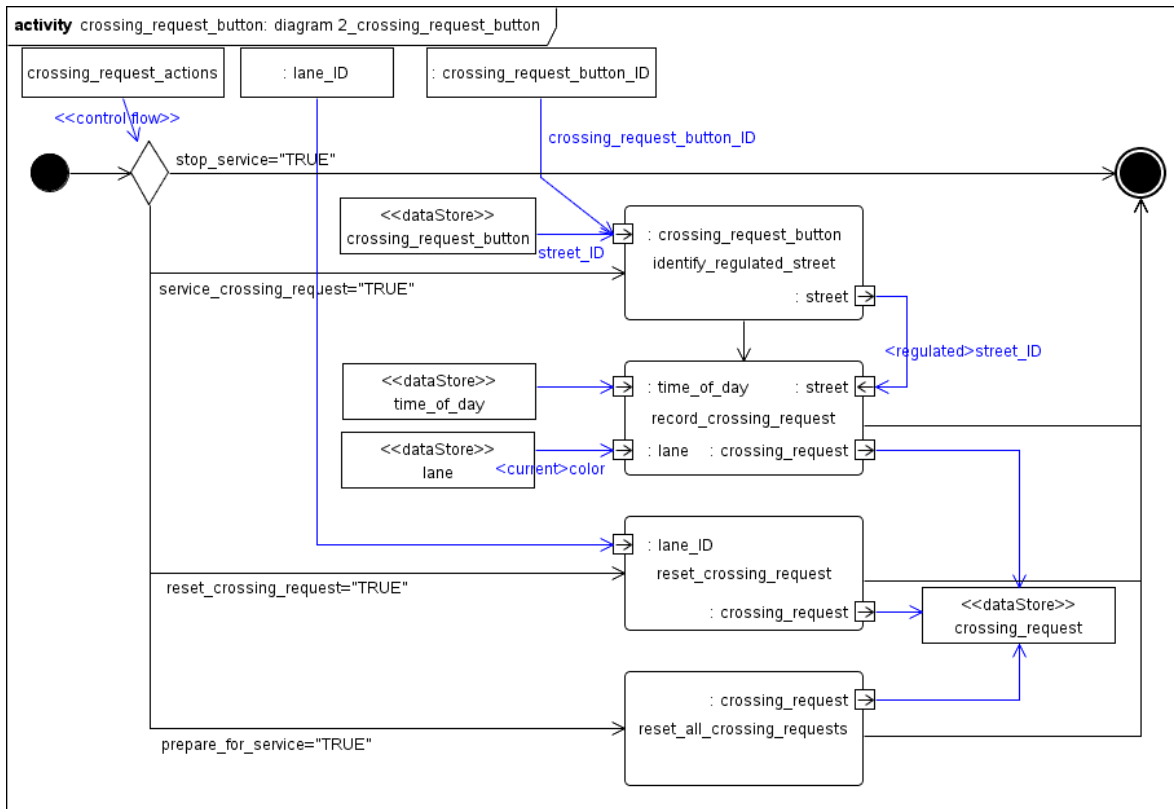 activity crossing_request_button: diagram 2_crossing_request_button
crossing_request_actions
: lane_ID
: crossing_request_button_ID
<<control flow>>
crossing_request_button_ID
stop_service="TRUE"
<<dataStore>>
crossing_request_button
street_ID
: crossing_request_button
identify_regulated_street
: street
service_crossing_request="TRUE"
<regulated>street_ID
<<dataStore>>
time_of_day
: time_of_day
: street
record_crossing_request
<<dataStore>>
lane
<current>color
: lane
: crossing_request
: lane_ID
reset_crossing_request
: crossing_request
reset_crossing_request="TRUE"
<<dataStore>>
crossing_request
: crossing_request
reset_all_crossing_requests
prepare_for_service="TRUE"